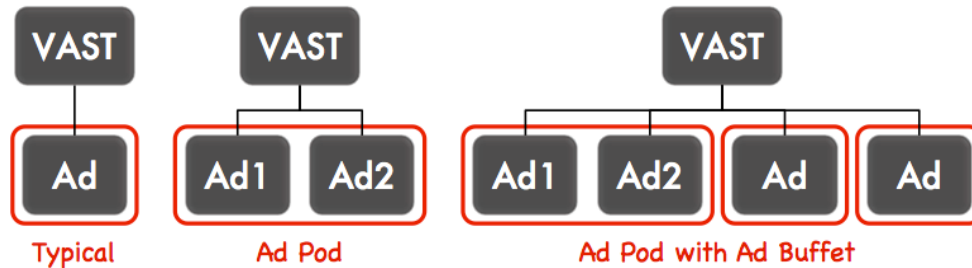 VAST VAST VAST
Ad Ad1 Ad2 Ad1 Ad2 Ad Ad
Typical Ad Pod Ad Pod with Ad Buffet